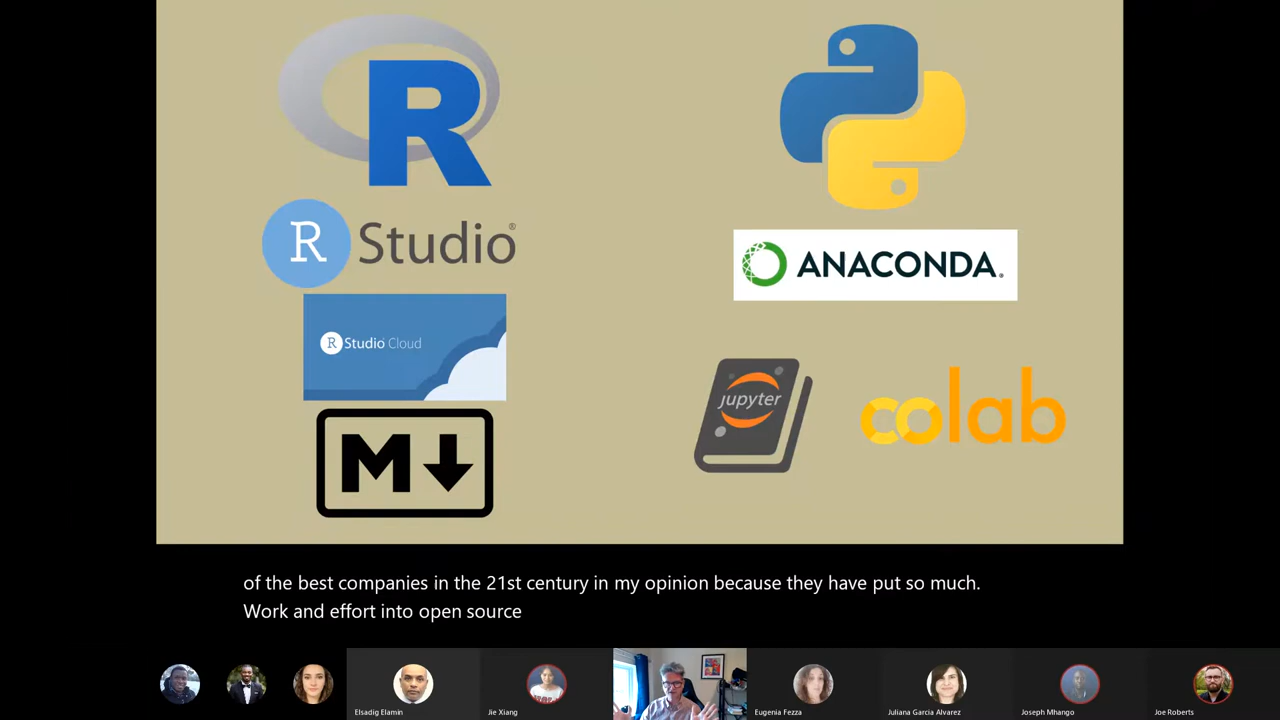 R
R Studio®
ANACONDA.
R Studio Cloud
jupyter
colab
M
of the best companies in the 21st century in my opinion because they have put so much.
Work and effort into open source
Elsadig Elamin
Jie Xiang
Eugenia Fezza
Juliana Garcia Alvarez
Joseph Mhango
Joe Roberts